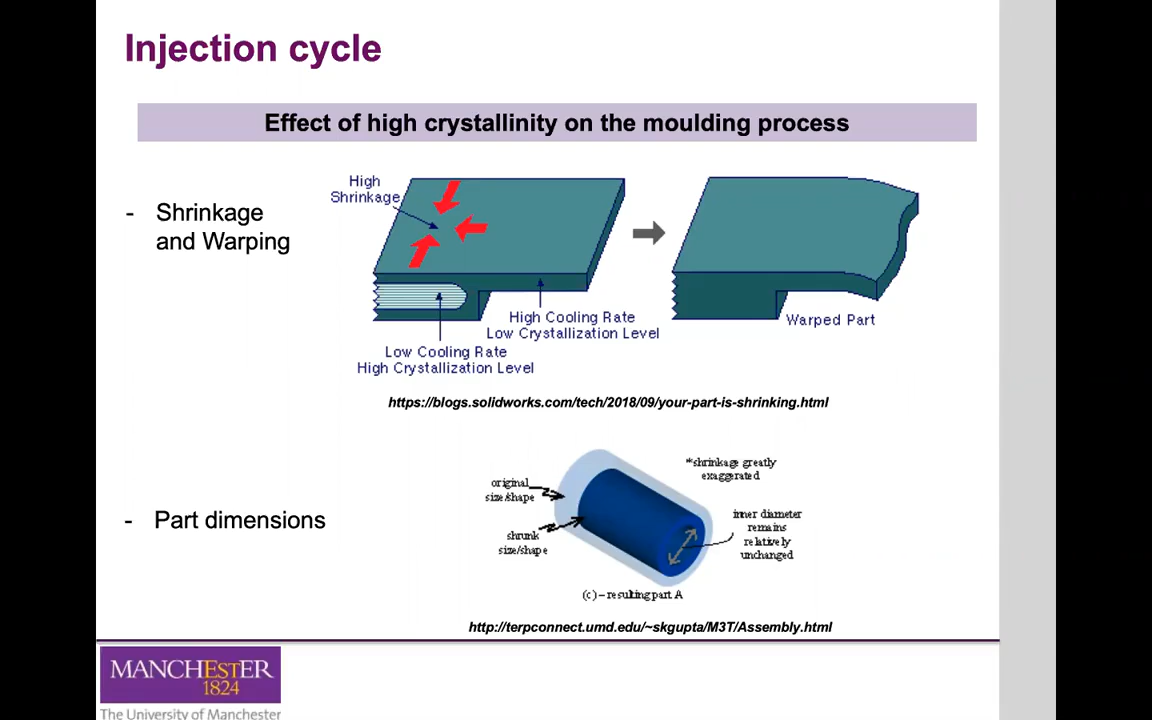 Injection cycle
Effect of high crystallinity on the moulding process
- Shrinkage
and Warping
High
Shrinkage
High Cooling Rate
Low Crystallization Level
Low Cooling Rate
High Crystallization Level
Warped Part
https://blogs.solidworks.com/tech/2018/09/your-part-is-shrinking.html
- Part dimensions
original
size/shape
shrunk
size/shape
*shrinkage greatly
exaggerated
inner diameter
remains
relatively
unchanged
(c) – resulting part A
http://terpconnect.umd.edu/~skgupta/M3T/Assembly.html
MANCHESTER
1824
The University of Manchester